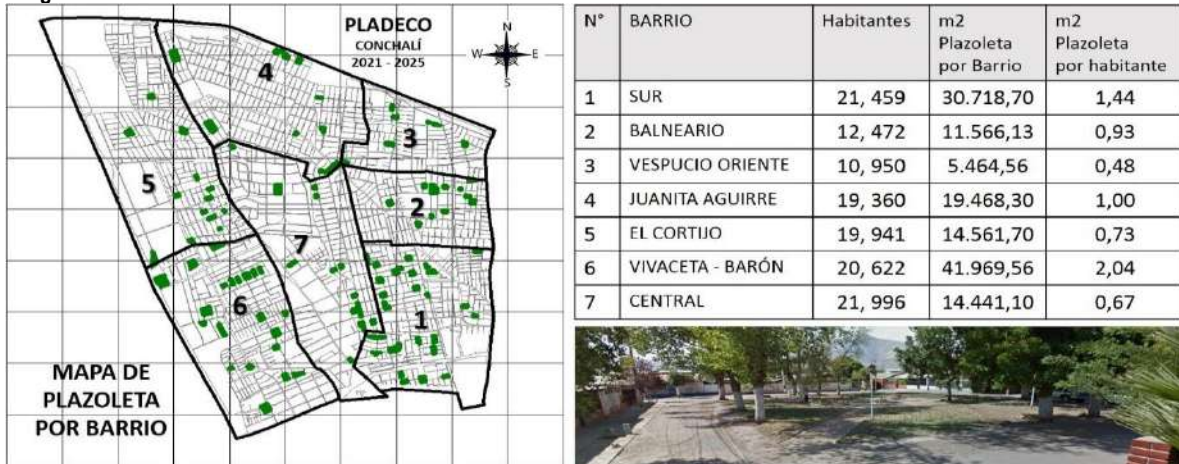 PLADECO
CONCHALÍ
2021 - 2025
N
W E
S
4
3
5
2
7
6
1
MAPA DE
PLAZOLETA
POR BARRIO
N° BARRIO Habitantes m2 Plazoleta por Barrio m2 Plazoleta por habitante
1 SUR 21, 459 30.718,70 1,44
2 BALNEARIO 12, 472 11.566,13 0,93
3 VESPUCIO ORIENTE 10, 950 5.464,56 0,48
4 JUANITA AGUIRRE 19, 360 19.468,30 1,00
5 EL CORTIJO 19, 941 14.561,70 0,73
6 VIVACETA - BARÓN 20, 622 41.969,56 2,04
7 CENTRAL 21, 996 14.441,10 0,67